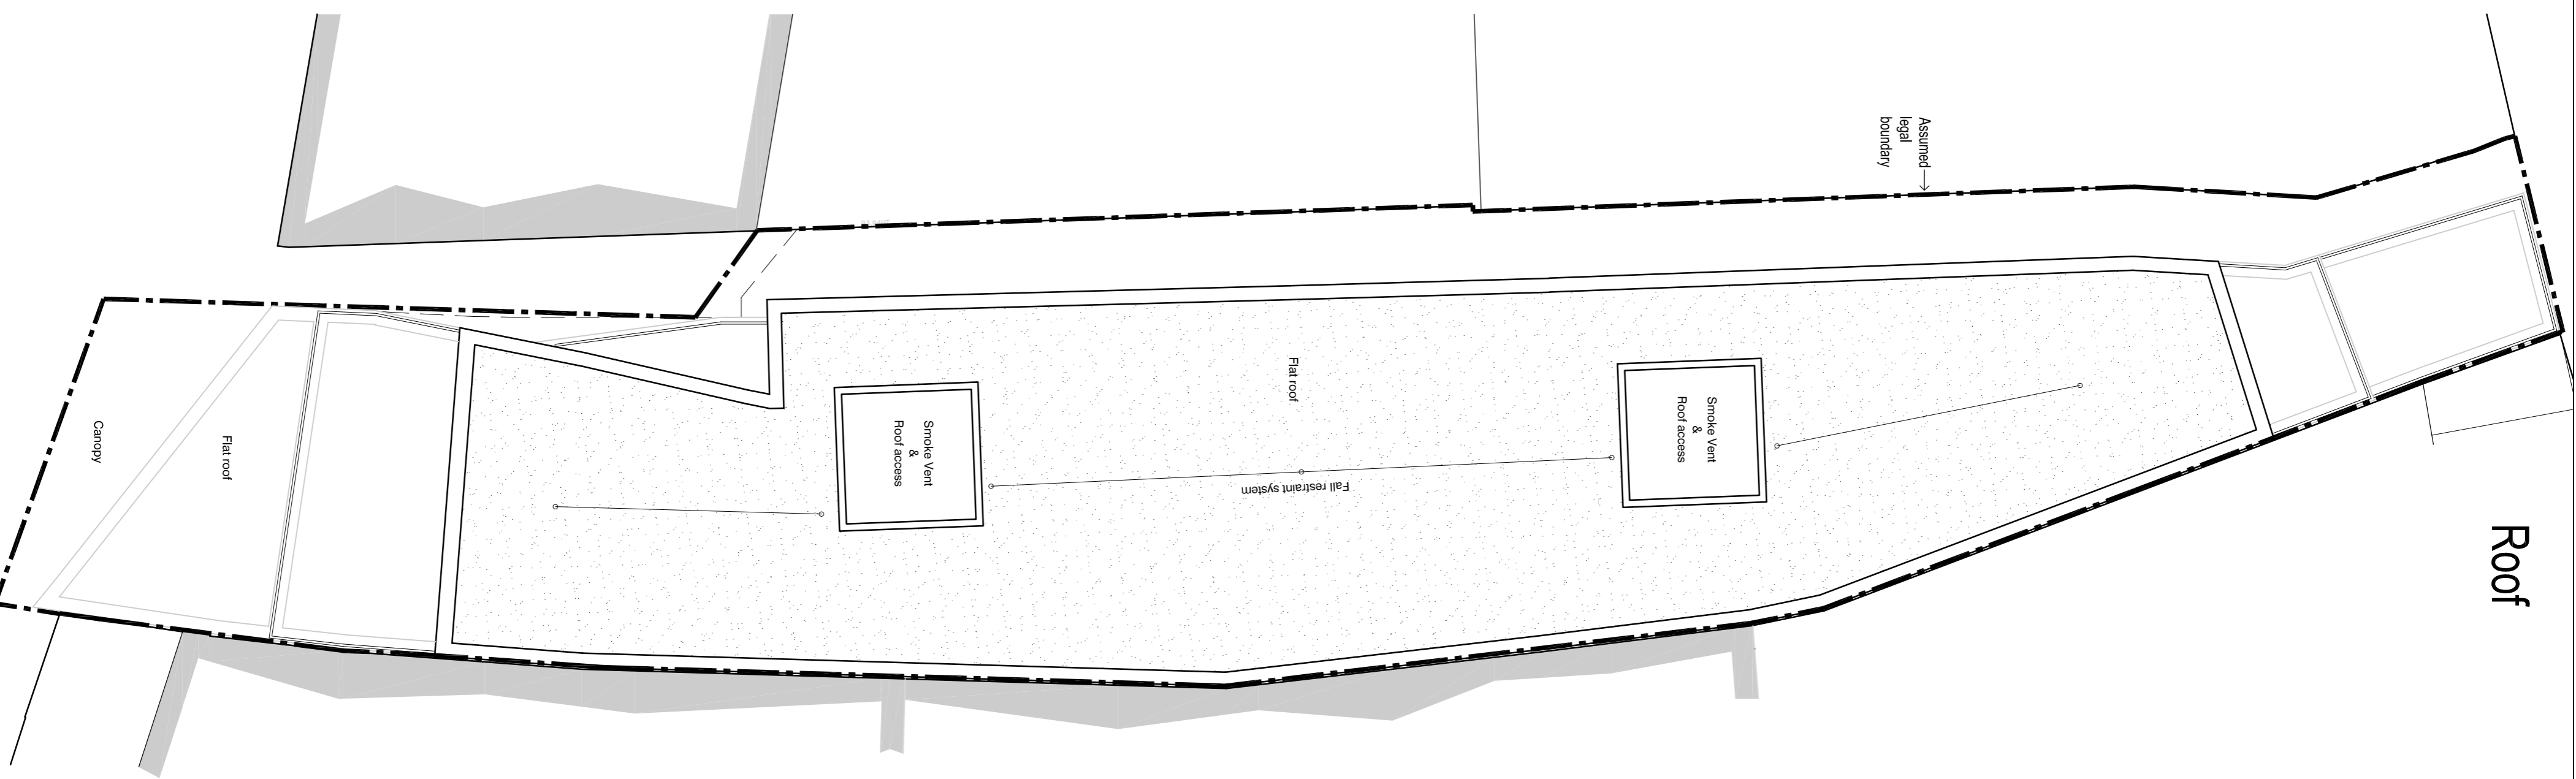 Roof
Assumed
legal
boundary
Smoke Vent
&
Roof access
Flat roof
Fall restraint system
Smoke Vent
&
Roof access
Flat roof
Canopy